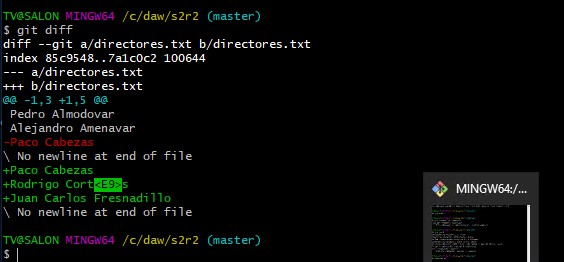 TV@SALON MINGW64 /c/daw/s2r2 (master)
$ git diff
diff --git a/directores.txt b/directores.txt
index 85c9548..7a1c0c2 100644
--- a/directores.txt
+++ b/directores.txt
@@ -1,3 +1,5 @@
 Pedro Almodovar
 Alejandro Amenavar
-Paco Cabezas
\ No newline at end of file
+Paco Cabezas
+Rodrigo Cort<E9>s
+Juan Carlos Fresnadillo
\ No newline at end of file
MINGW64:/...
TV@SALON MINGW64 /c/daw/s2r2 (master)
$